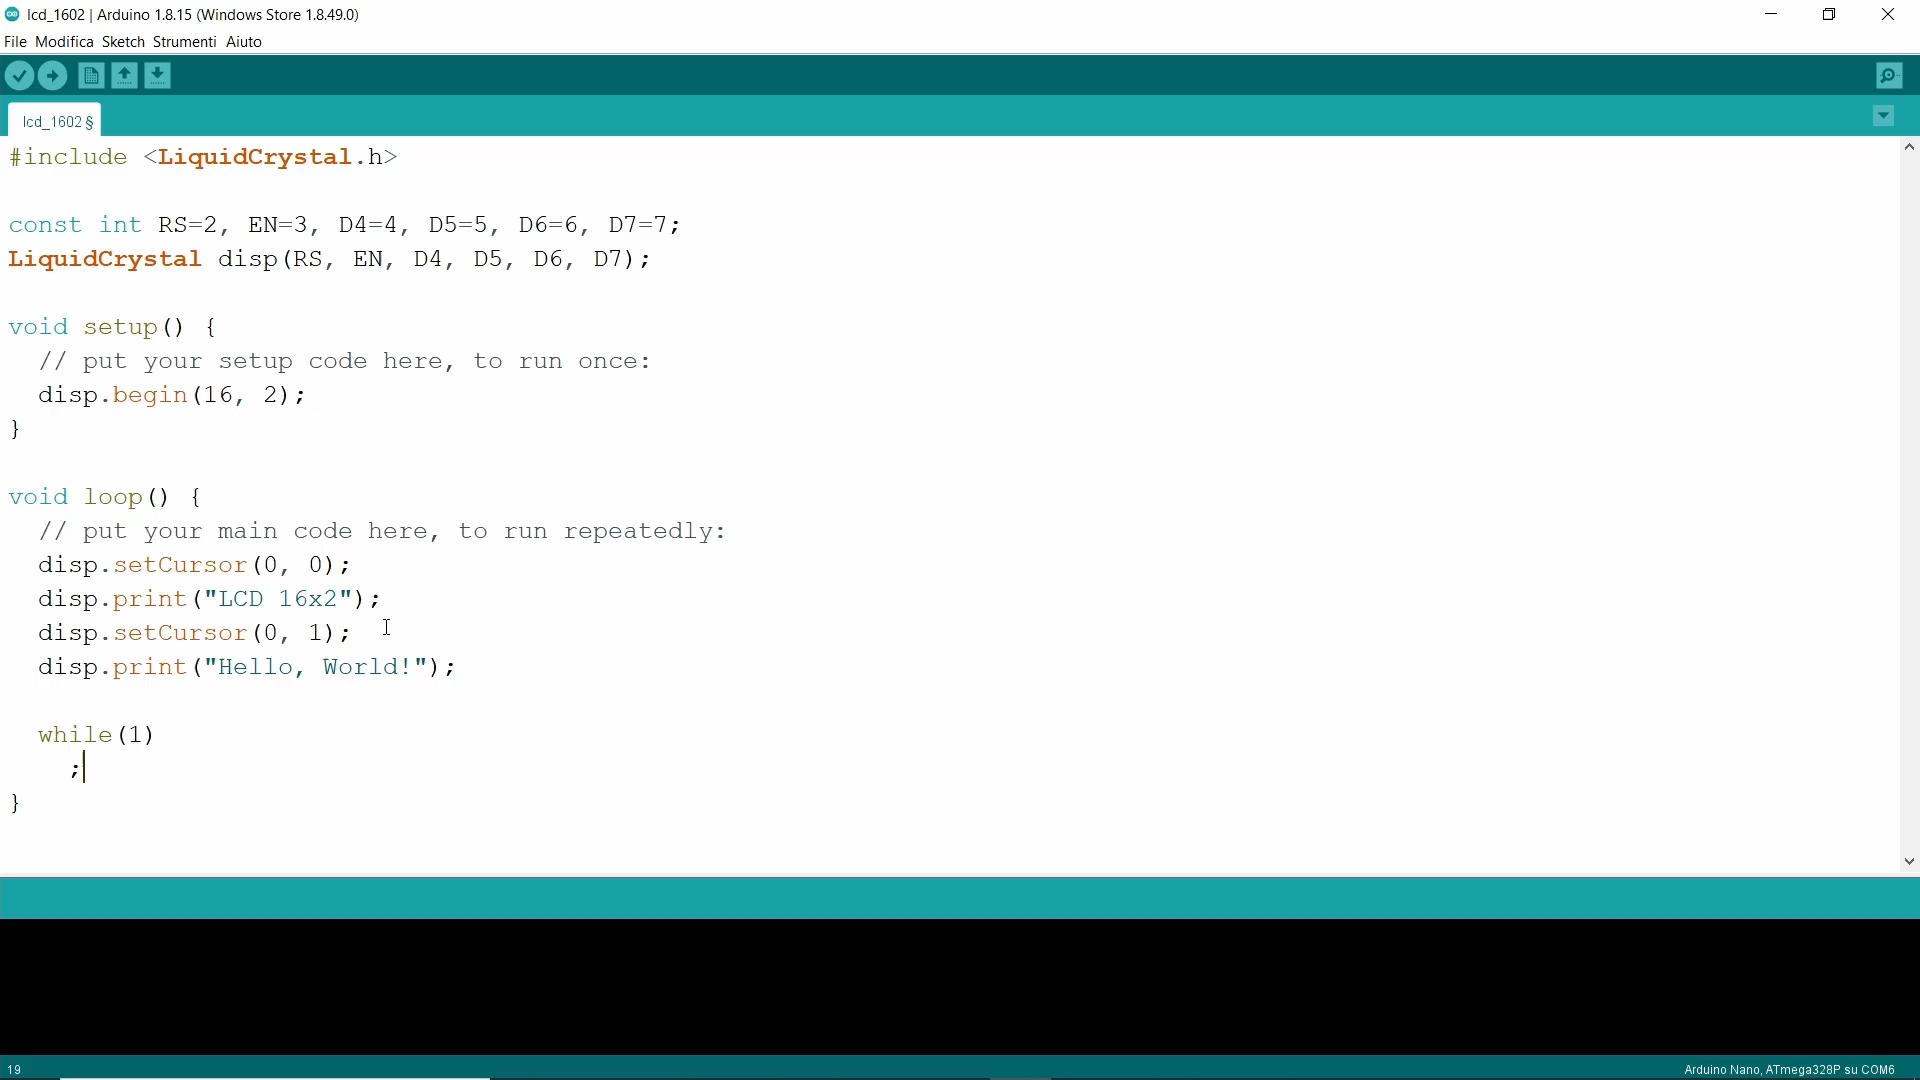 lcd_1602 | Arduino 1.8.15 (Windows Store 1.8.49.0)
File Modifica Sketch Strumenti Aiuto
lcd_1602 §
#include <LiquidCrystal.h>
const int RS=2, EN=3, D4=4, D5=5, D6=6, D7=7;
LiquidCrystal disp(RS, EN, D4, D5, D6, D7);
void setup() {
  // put your setup code here, to run once:
  disp.begin(16, 2);
}
void loop() {
  // put your main code here, to run repeatedly:
  disp.setCursor(0, 0);
  disp.print("LCD 16x2");
  disp.setCursor(0, 1);
  disp.print("Hello, World!");
  while(1)
    ;
}
19
Arduino Nano, ATmega328P su COM6